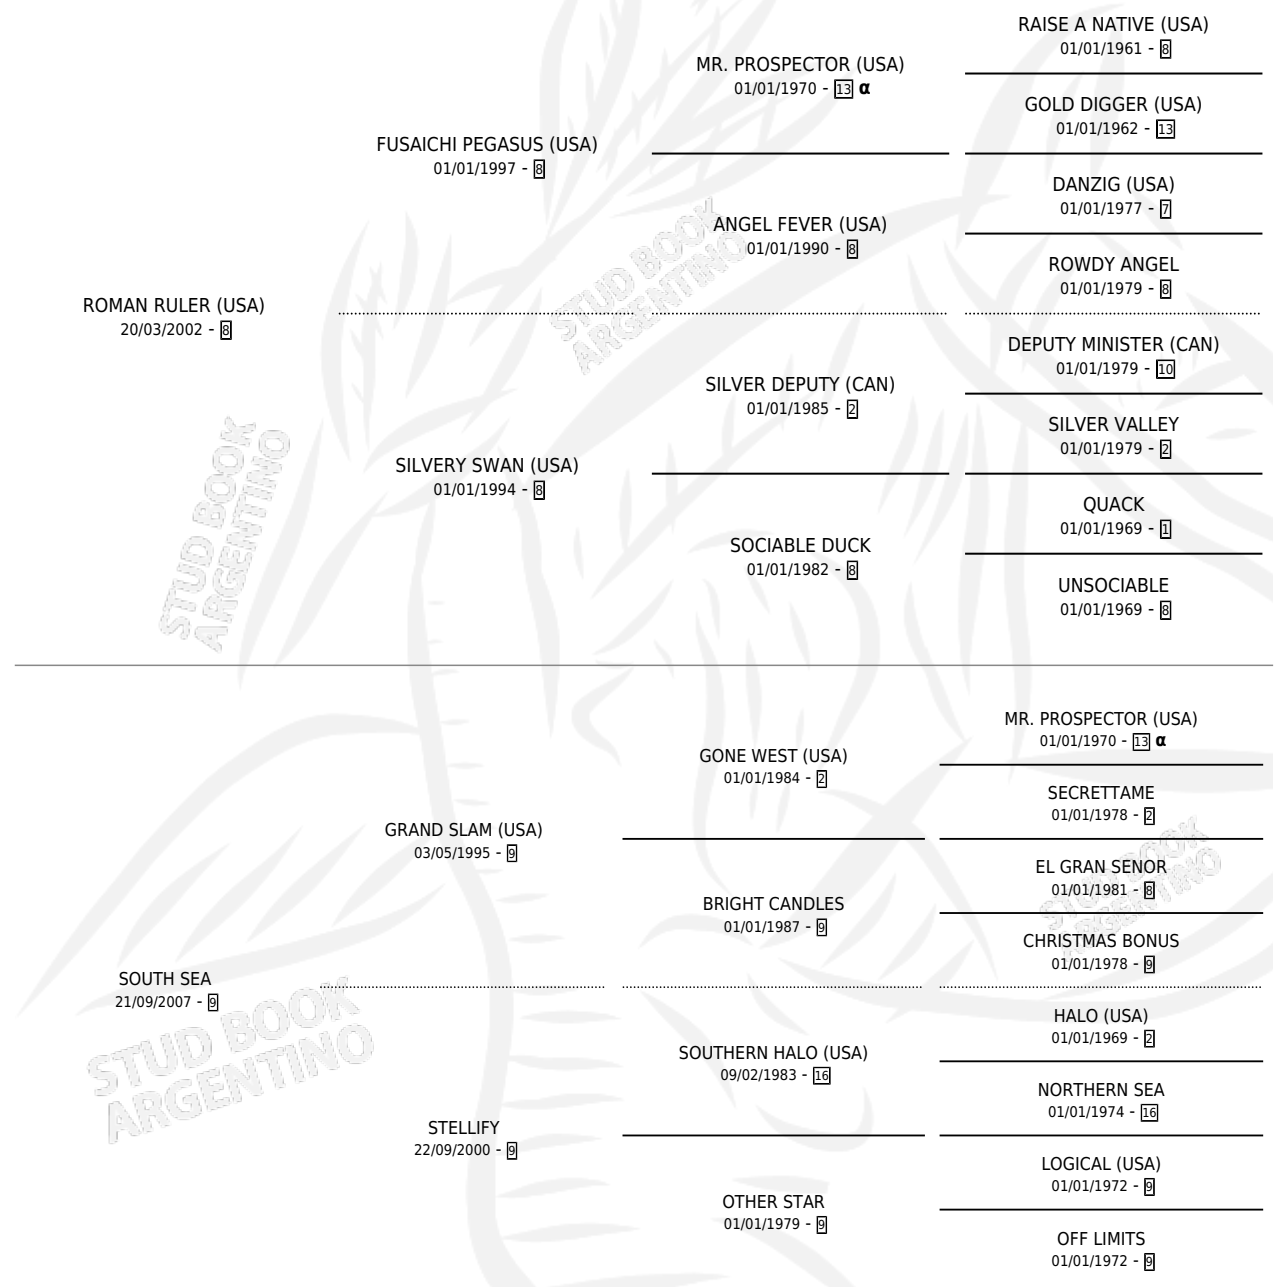 RAISE A NATIVE (USA)
01/01/1961 - 8
MR. PROSPECTOR (USA)
01/01/1970 - 13 α
GOLD DIGGER (USA)
01/01/1962 - 13
FUSAICHI PEGASUS (USA)
01/01/1997 - 8
DANZIG (USA)
01/01/1977 - 7
ANGEL FEVER (USA)
01/01/1990 - 8
ROWDY ANGEL
01/01/1979 - 8
ROMAN RULER (USA)
20/03/2002 - 8
DEPUTY MINISTER (CAN)
01/01/1979 - 10
SILVER DEPUTY (CAN)
01/01/1985 - 2
SILVER VALLEY
01/01/1979 - 2
SILVERY SWAN (USA)
01/01/1994 - 8
QUACK
01/01/1969 - 1
SOCIABLE DUCK
01/01/1982 - 8
UNSOCIABLE
01/01/1969 - 8
MR. PROSPECTOR (USA)
01/01/1970 - 13 α
GONE WEST (USA)
01/01/1984 - 2
SECRETTAME
01/01/1978 - 2
GRAND SLAM (USA)
03/05/1995 - 9
EL GRAN SENOR
01/01/1981 - 8
BRIGHT CANDLES
01/01/1987 - 9
CHRISTMAS BONUS
01/01/1978 - 9
SOUTH SEA
21/09/2007 - 9
HALO (USA)
01/01/1969 - 2
SOUTHERN HALO (USA)
09/02/1983 - 16
NORTHERN SEA
01/01/1974 - 16
STELLIFY
22/09/2000 - 9
LOGICAL (USA)
01/01/1972 - 9
OTHER STAR
01/01/1979 - 9
OFF LIMITS
01/01/1972 - 9
STUD BOOK
ARGENTINO
STUD BOOK
ARGENTINO
STUD BOOK
ARGENTINO
STUD BOOK
ARGENTINO